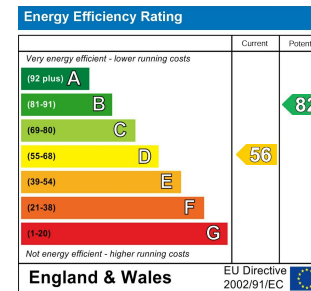 Energy Efficiency Rating
Current
Very energy efficient - lower running costs
(92 plus) A
(81-91) B
82
(69-80) C
(55-68) D
56
(39-54) E
(21-38) F
(1-20) G
Not energy efficient - higher running costs
England & Wales
EU Directive
2002/91/EC